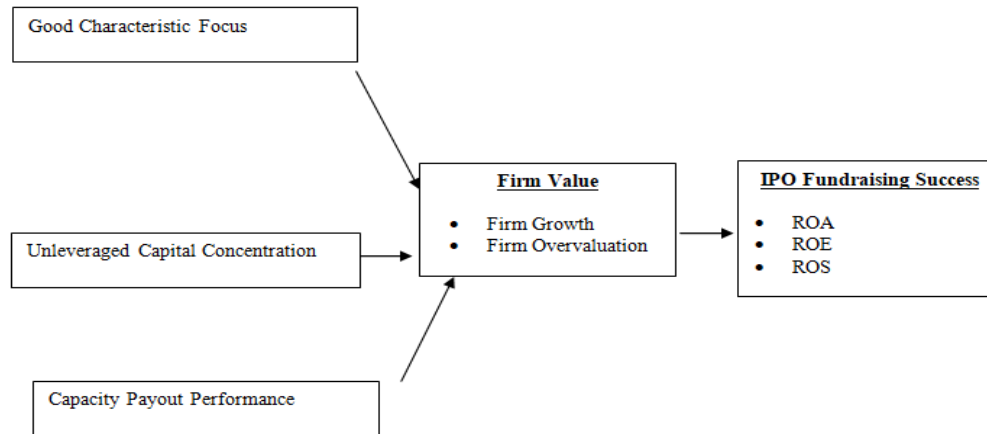 Good Characteristic Focus
Unleveraged Capital Concentration
Capacity Payout Performance
Firm Value
• Firm Growth
• Firm Overvaluation
IPO Fundraising Success
• ROA
• ROE
• ROS